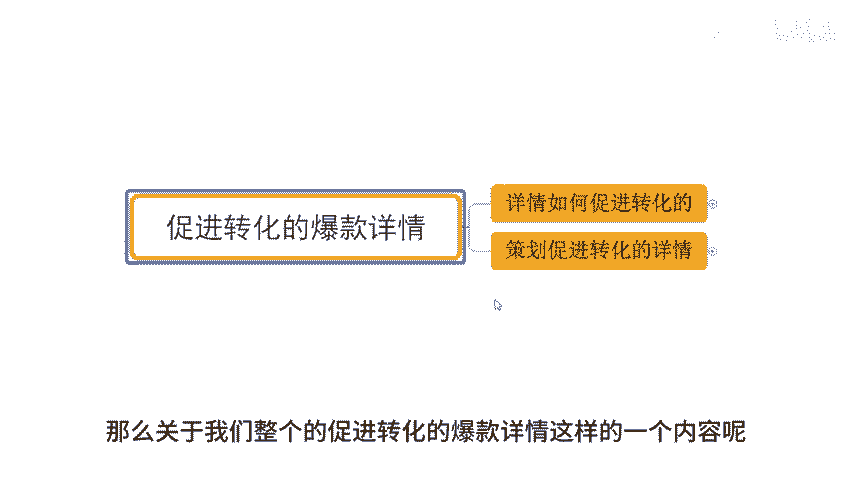 详情如何促进转化的
促进转化的爆款详情
策划促进转化的详情
那么关于我们整个的促进转化的爆款详情这样的一个内容呢